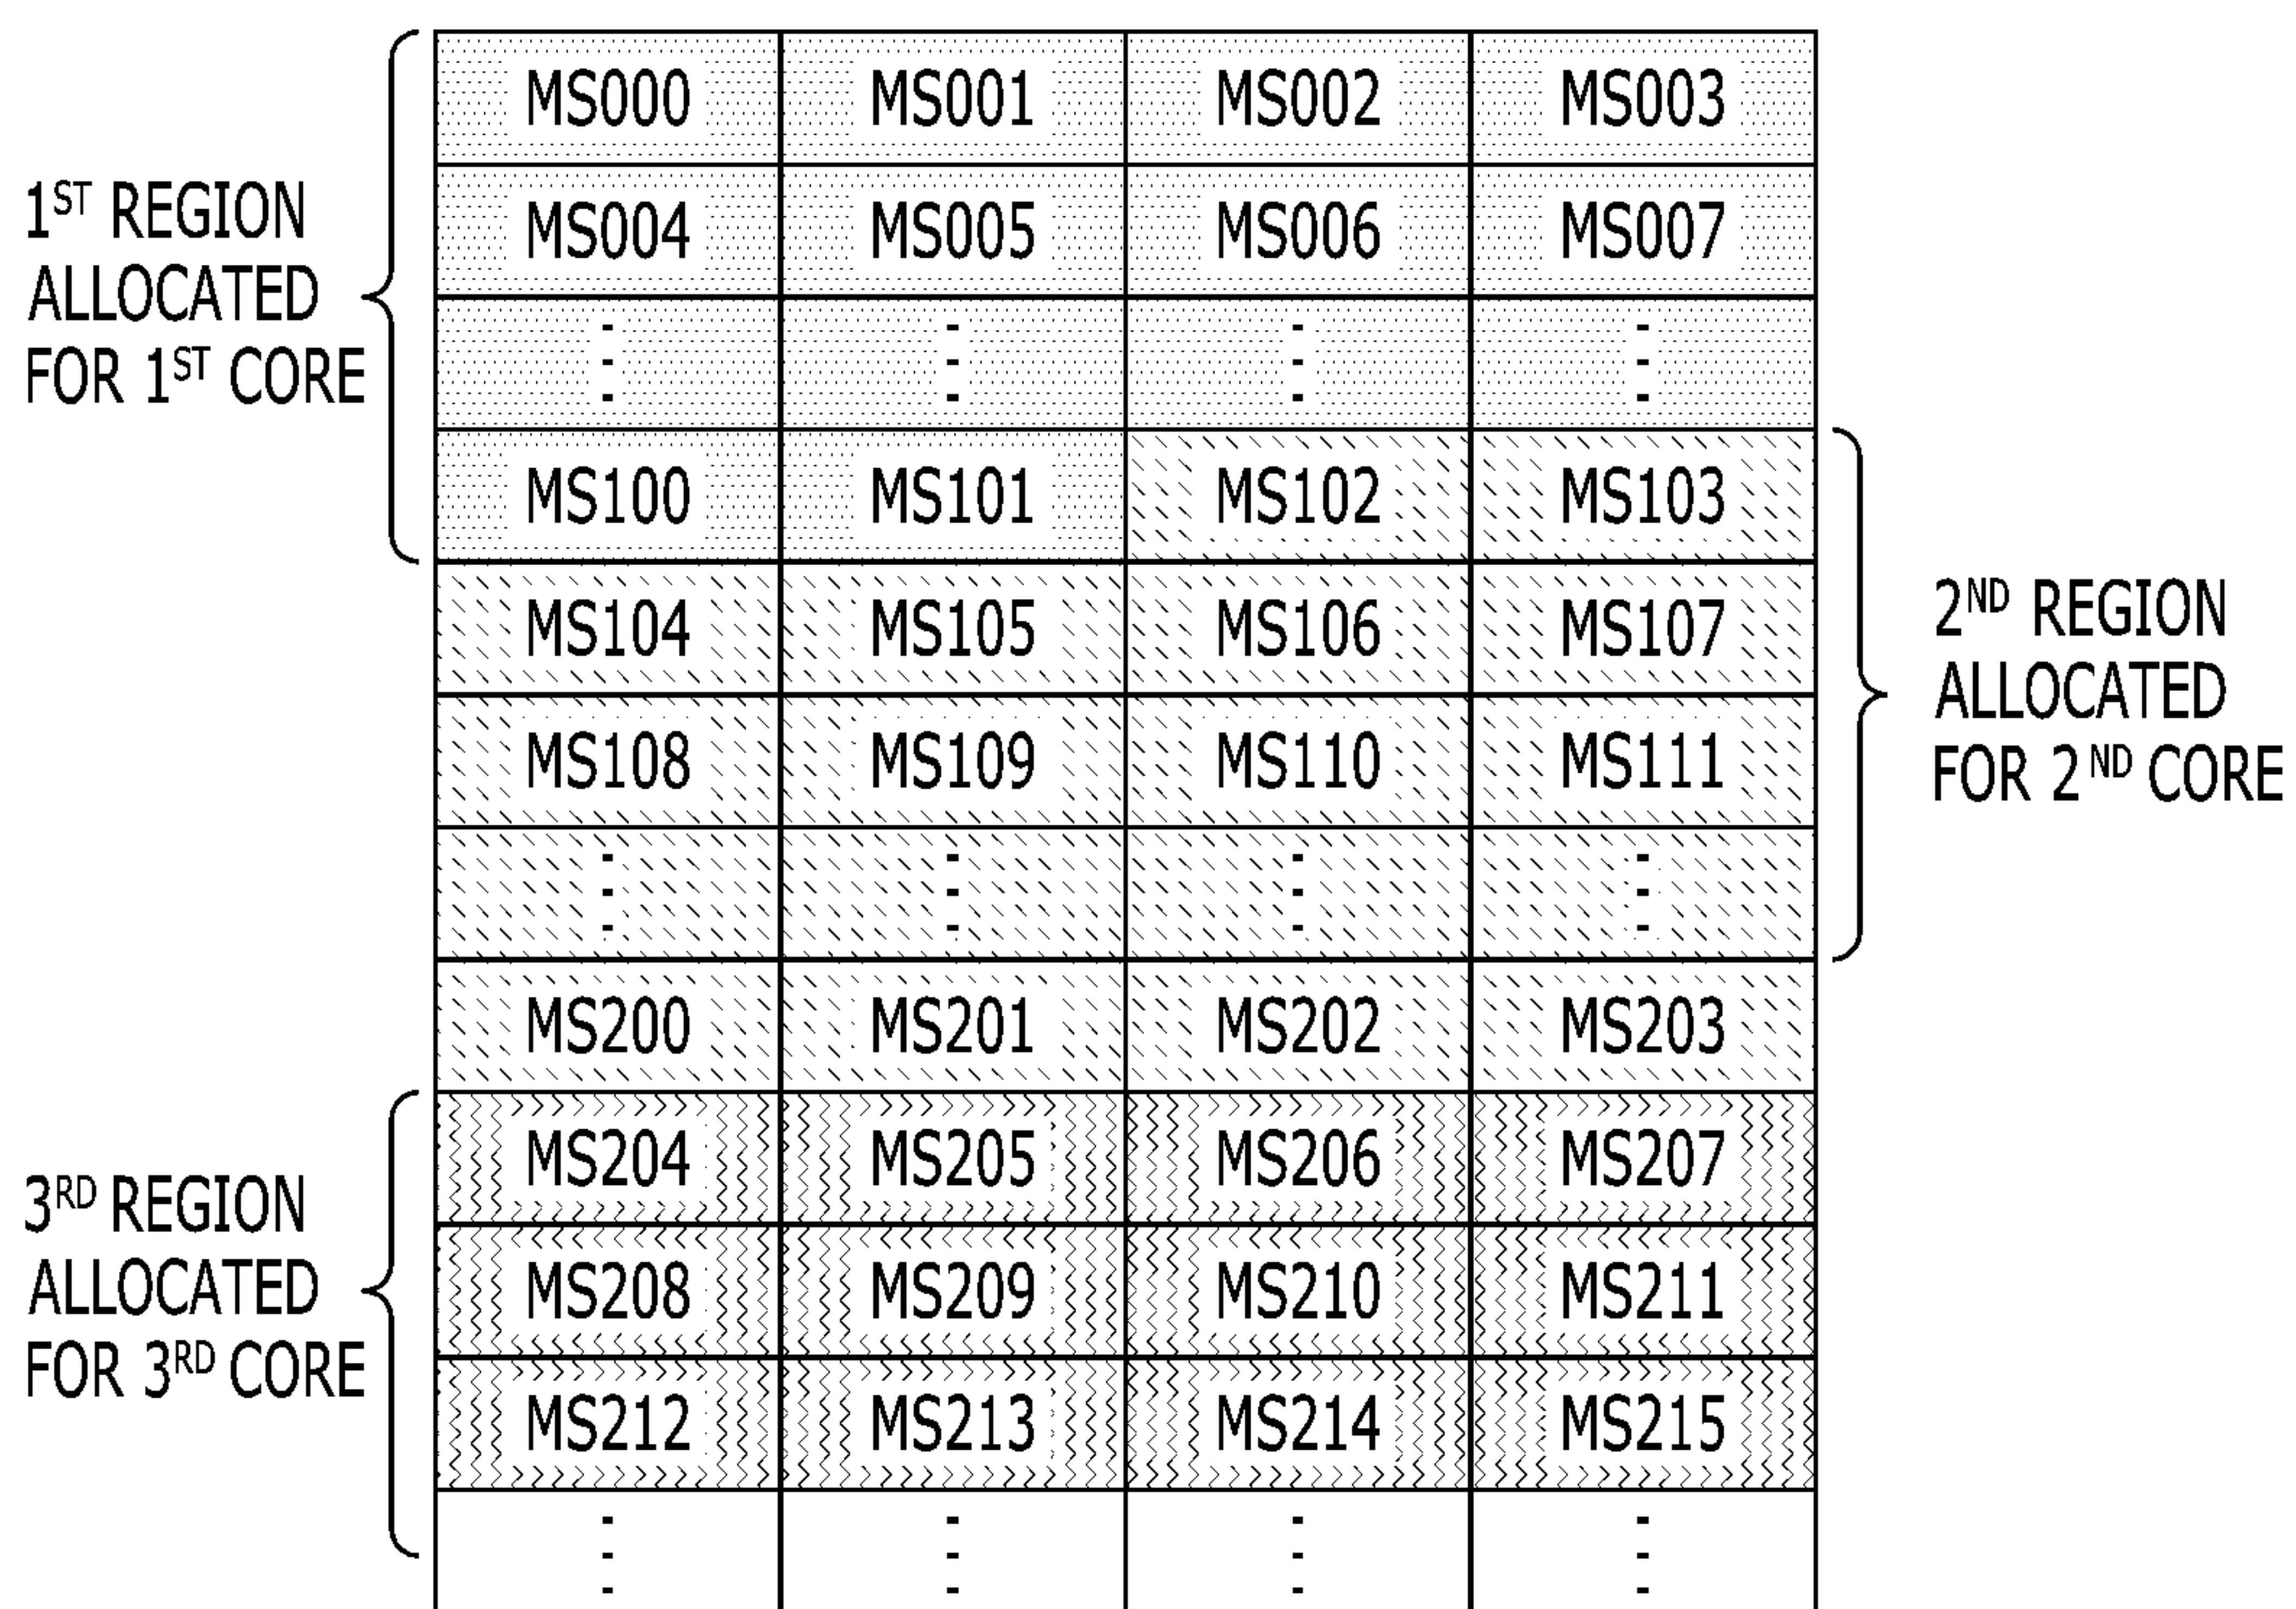 1ST REGION
ALLOCATED
FOR 1ST CORE
MS000 MS001 MS002 MS003
MS004 MS005 MS006 MS007
MS100 MS101 MS102 MS103
2ND REGION
ALLOCATED
FOR 2ND CORE
MS104 MS105 MS106 MS107
MS108 MS109 MS110 MS111
MS200 MS201 MS202 MS203
3RD REGION
ALLOCATED
FOR 3RD CORE
MS204 MS205 MS206 MS207
MS208 MS209 MS210 MS211
MS212 MS213 MS214 MS215